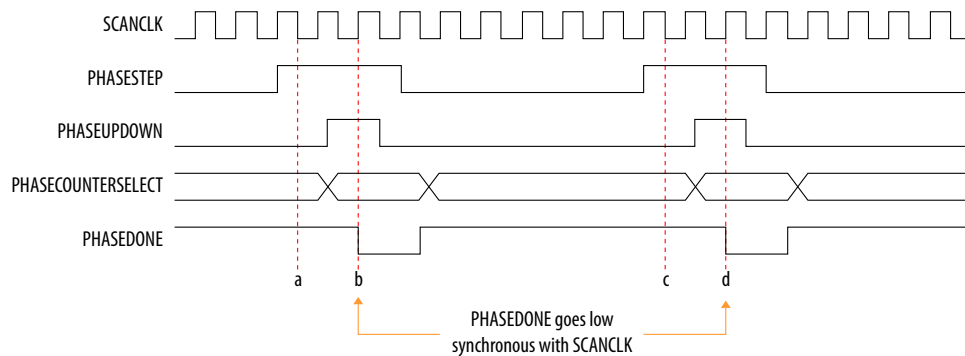 SCANCLK
PHASESTEP
PHASEUPDOWN
PHASECOUNTERSELECT
PHASEDONE
a b c d
PHASEDONE goes low
synchronous with SCANCLK